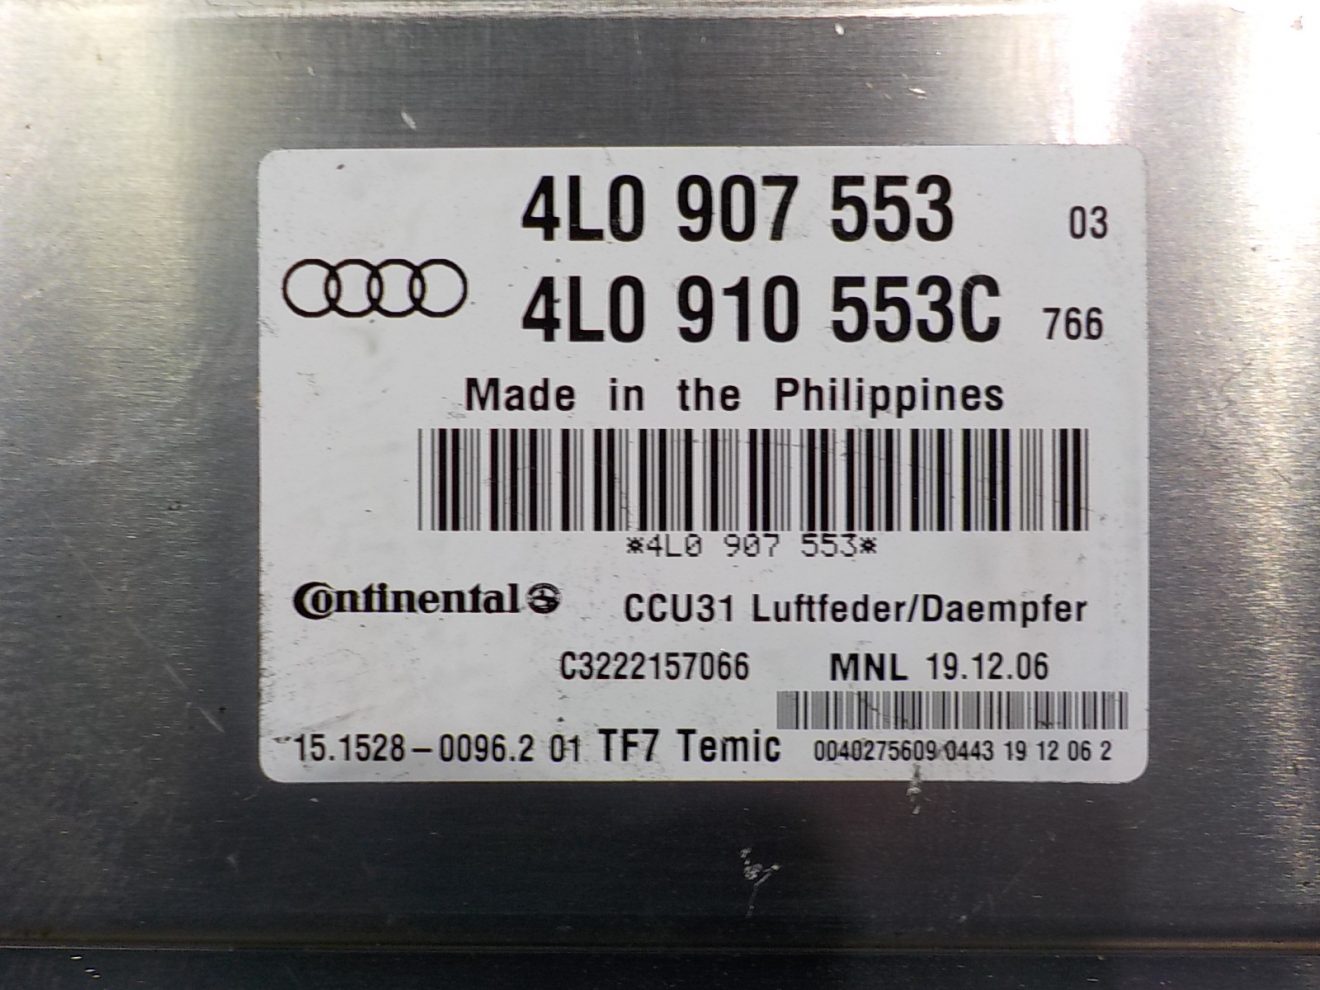 4L0 907 553 03
4L0 910 553C 766
Made in the Philippines
*4L0 907 553*
Continental CCU31 Luftfeder/Daempfer
C3222157066 MNL 19.12.06
15.1528-0096.2 01 TF7 Temic 0040275609 0443 19 12 06 2